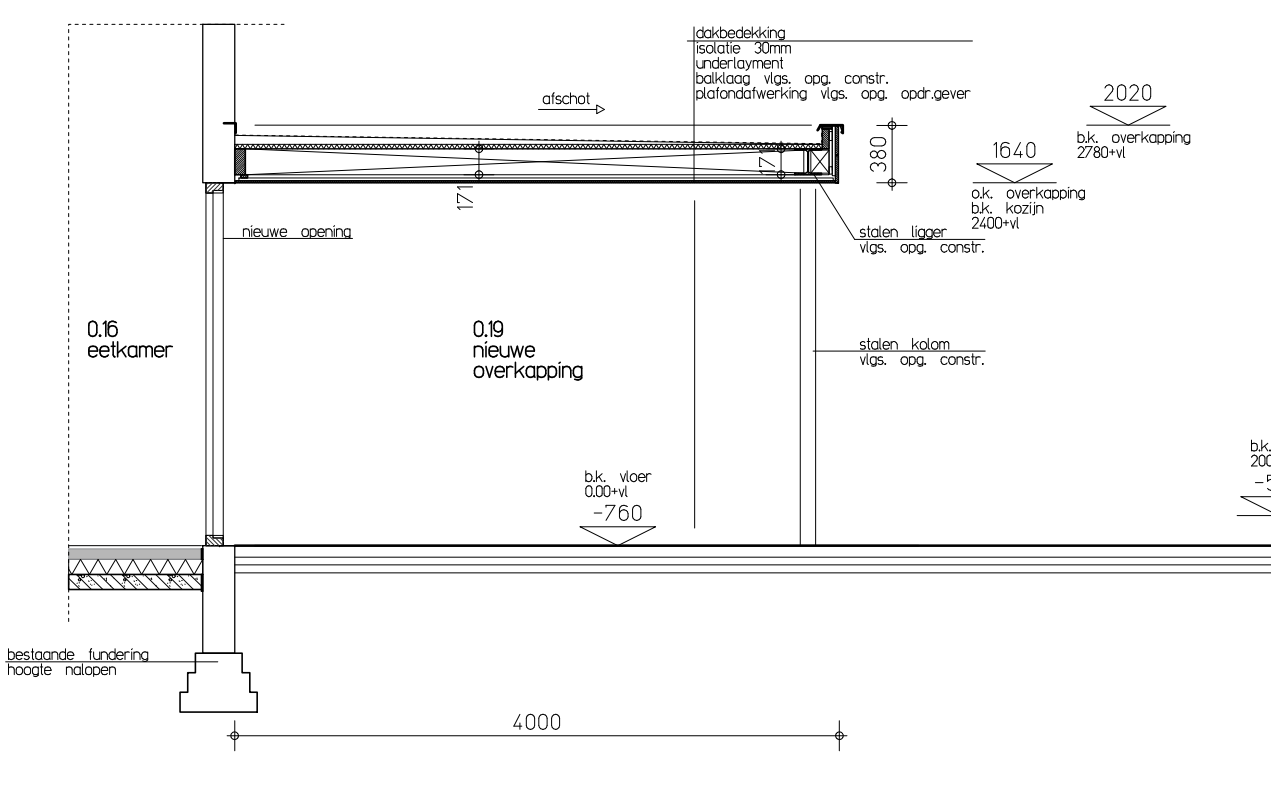 dakbedekking
isolatie 30mm
underlayment
balklaag vlgs. opg. constr.
plafondafwerking vlgs. opg. opdr.gever
afschot
2020
b.k. overkapping
2780+vl
380
1640
o.k. overkapping
b.k. kozijn
2400+vl
171
171
nieuwe opening
stalen ligger
vlgs. opg. constr.
0.16
eetkamer
0.19
nieuwe
overkapping
stalen kolom
vlgs. opg. constr.
b.k. vloer
0.00+vl
-760
b.k.
bestaande fundering
hoogte nalopen
4000